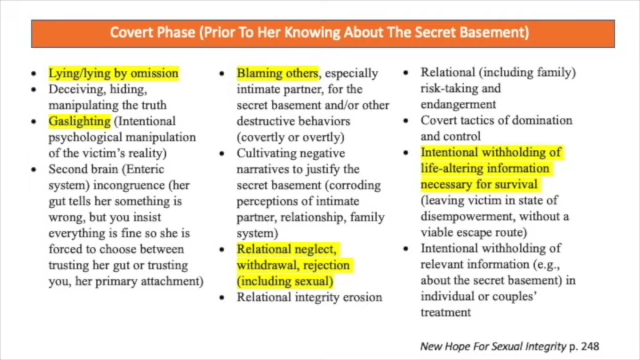 Covert Phase (Prior To Her Knowing About The Secret Basement)
• Lying/lying by omission
• Deceiving, hiding,
manipulating the truth
• Gaslighting (Intentional
psychological manipulation
of the victim's reality)
• Second brain (Enteric
system) incongruence (her
gut tells her something is
wrong, but you insist
everything is fine so she is
forced to choose between
trusting her gut or trusting
you, her primary attachment)
• Blaming others, especially
intimate partner, for the
secret basement and/or other
destructive behaviors
(covertly or overtly)
• Cultivating negative
narratives to justify the
secret basement (corroding
perceptions of intimate
partner, relationship, family
system)
• Relational neglect,
withdrawal, rejection
(including sexual)
• Relational integrity erosion
• Relational (including family)
risk-taking and
endangerment
• Covert tactics of domination
and control
• Intentional withholding of
life-altering information
necessary for survival
(leaving victim in state of
disempowerment, without a
viable escape route)
• Intentional withholding of
relevant information (e.g.,
about the secret basement) in
individual or couples'
treatment
New Hope For Sexual Integrity p. 248